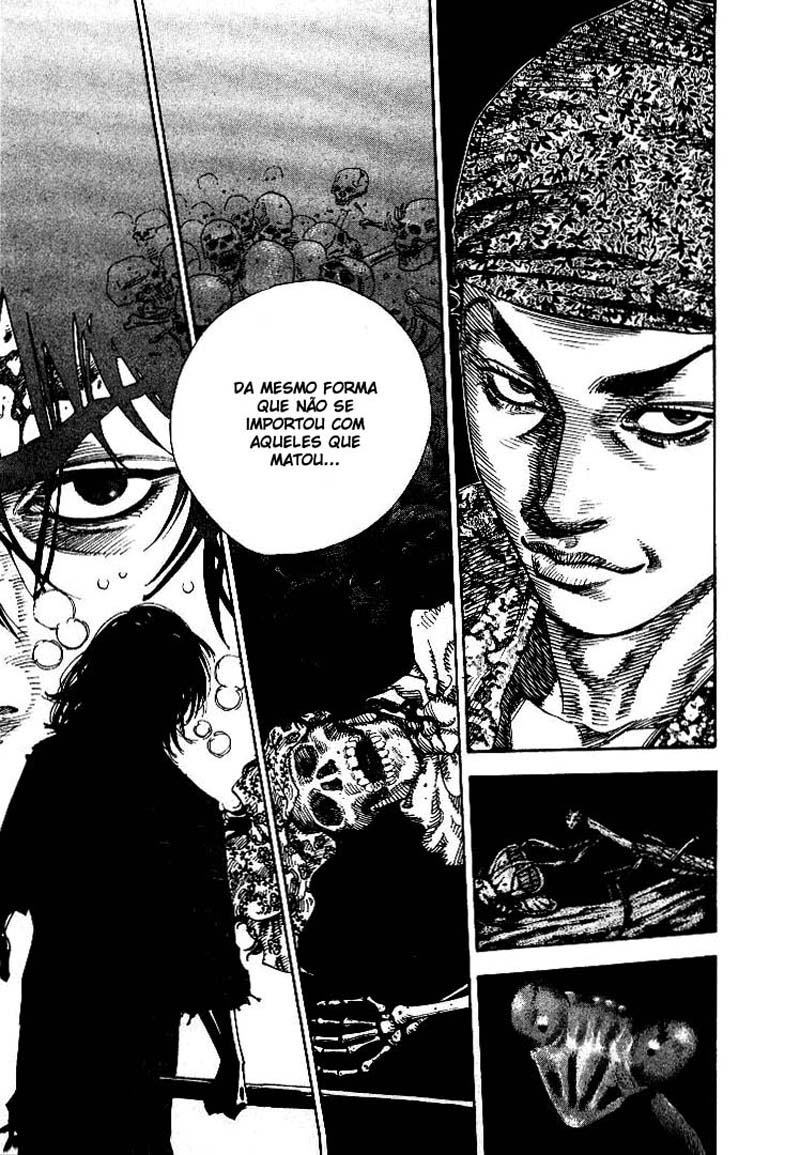 DA MESMO FORMA
QUE NÃO SE
IMPORTOU COM
AQUELES QUE
MATOU...